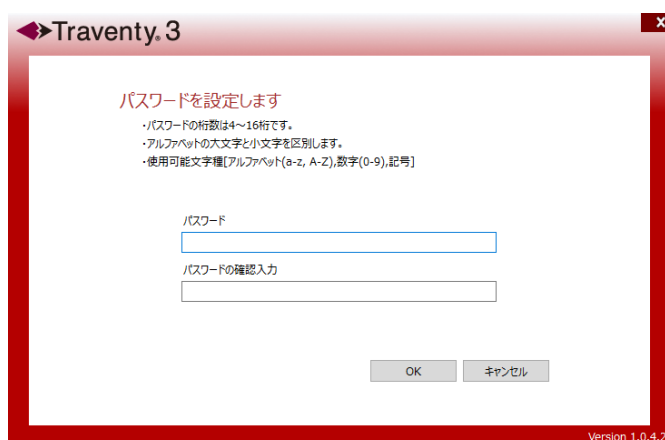 Traventy® 3
X
パスワードを設定します
・パスワードの桁数は4～16桁です。
・アルファベットの大文字と小文字を区別します。
・使用可能文字種[アルファベット(a-z, A-Z),数字(0-9),記号]
パスワード
パスワードの確認入力
OK キャンセル
Version 1.0.4.2